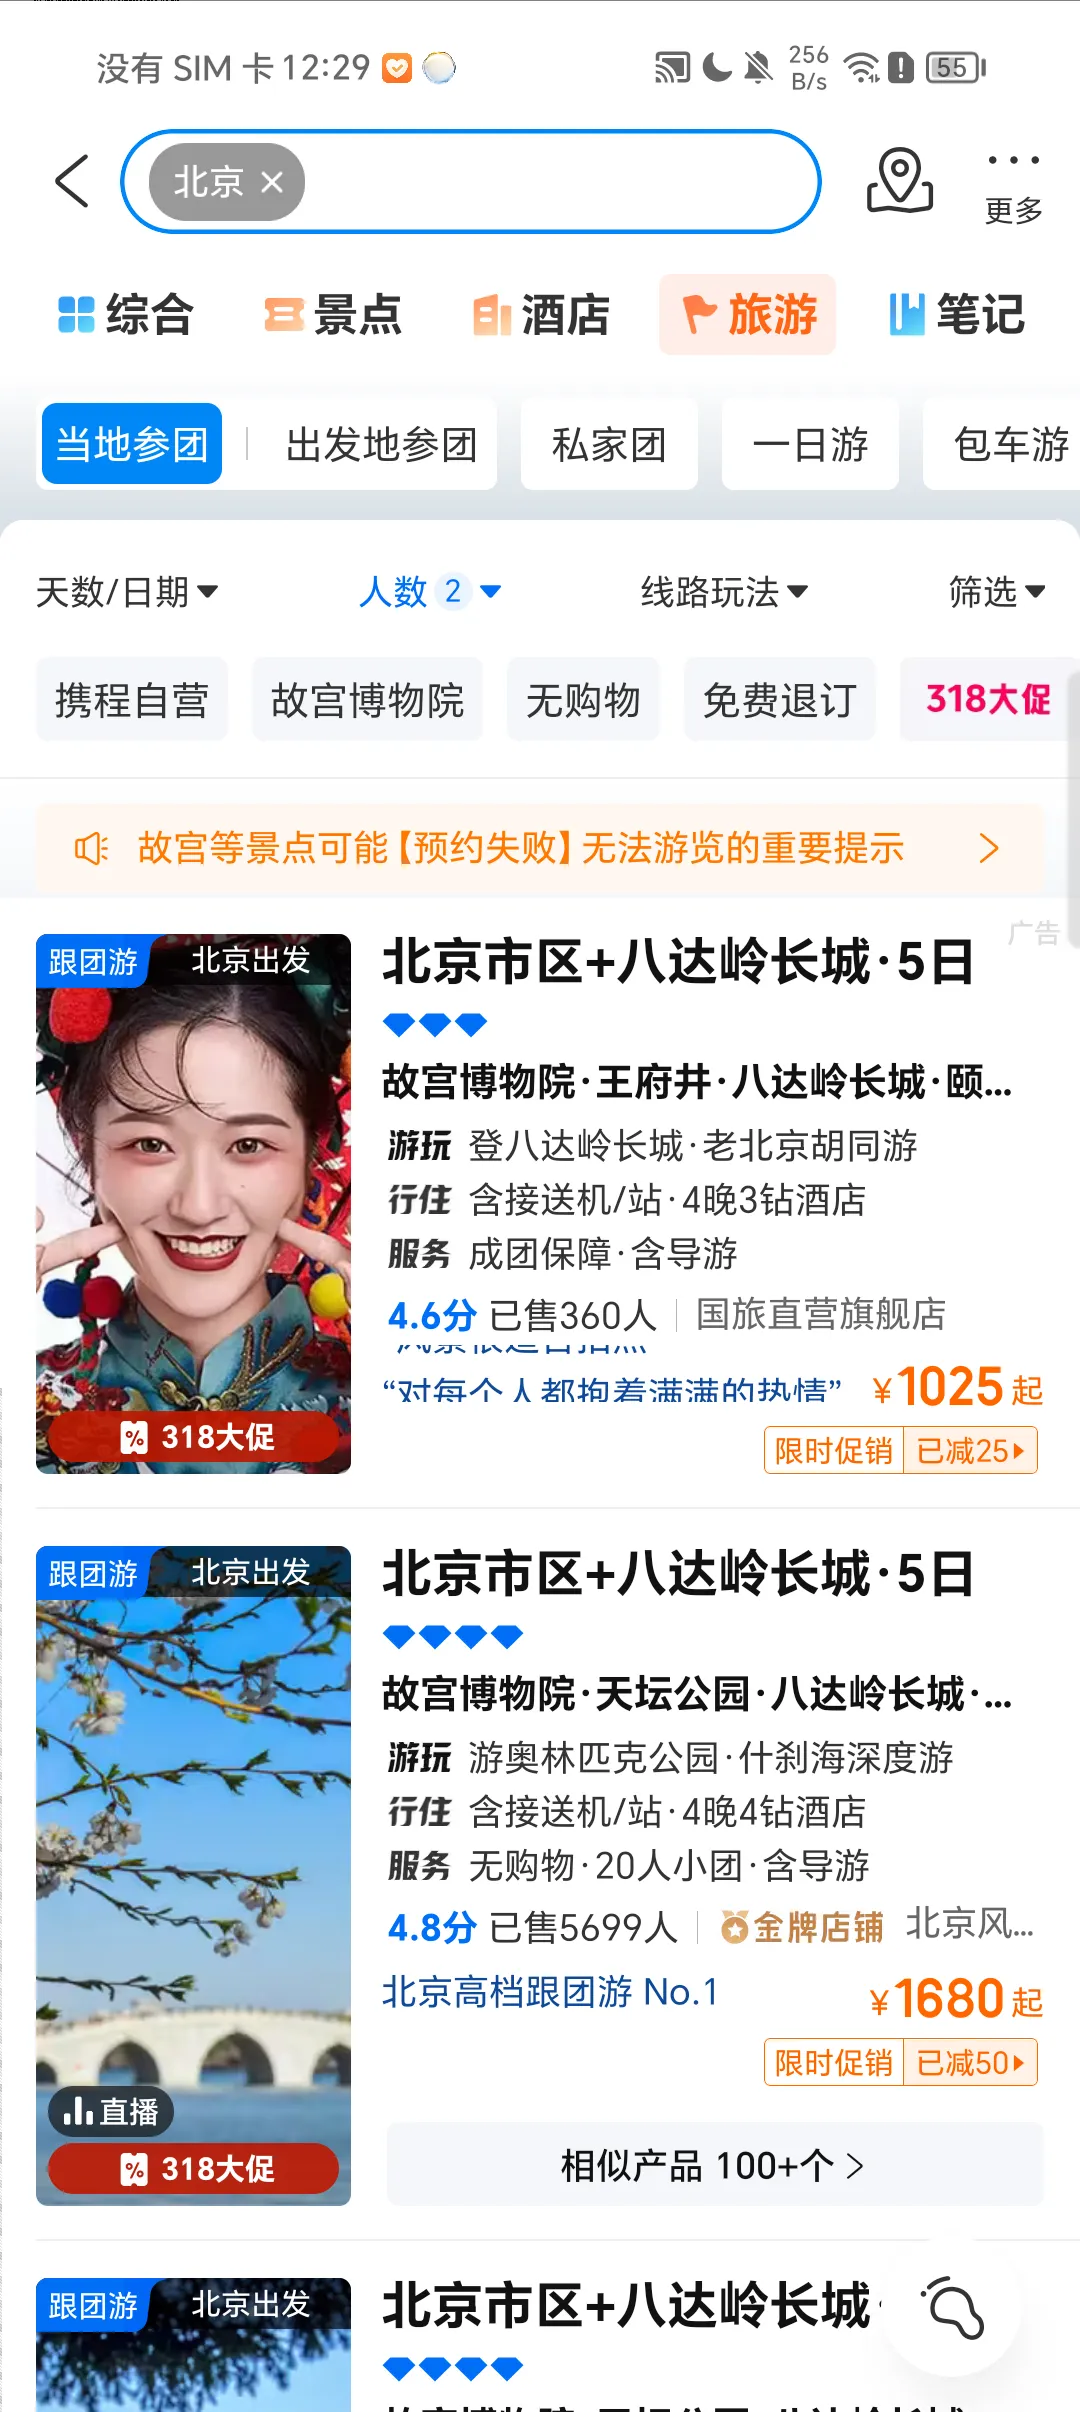 没有 SIM 卡 12:29
256 B/s
55
北京
更多
综合 景点 酒店 旅游 笔记
当地参团 出发地参团 私家团 一日游 包车游
天数/日期 人数 2 线路玩法 筛选
携程自营 故宫博物院 无购物 免费退订 318大促
故宫等景点可能【预约失败】无法游览的重要提示
广告
跟团游 北京出发
318大促
北京市区+八达岭长城·5日
故宫博物院·王府井·八达岭长城·颐...
游玩 登八达岭长城·老北京胡同游
行住 含接送机/站·4晚3钻酒店
服务 成团保障·含导游
4.6分 已售360人 国旅直营旗舰店
“对每个人都抱着满满的热情” ¥1025起
限时促销 已减25
跟团游 北京出发
直播
318大促
北京市区+八达岭长城·5日
故宫博物院·天坛公园·八达岭长城·...
游玩 游奥林匹克公园·什刹海深度游
行住 含接送机/站·4晚4钻酒店
服务 无购物·20人小团·含导游
4.8分 已售5699人 金牌店铺 北京风...
北京高档跟团游 No.1 ¥1680起
限时促销 已减50
相似产品 100+个
跟团游 北京出发
北京市区+八达岭长城·